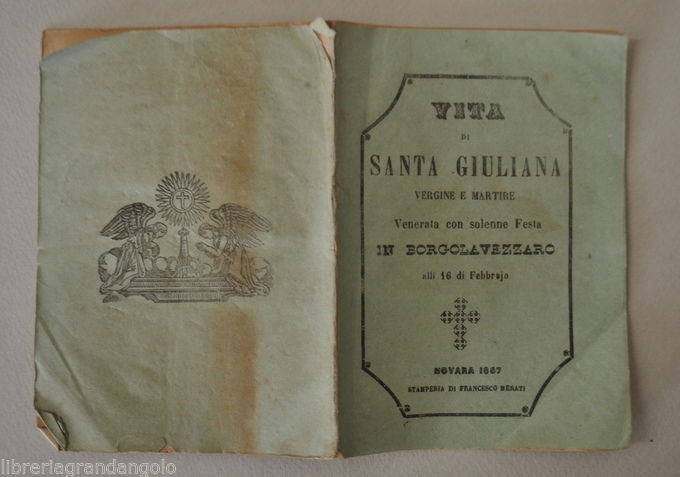 VITA
DI
SANTA GIULIANA
VERGINE E MARTIRE
Venerata con solenne Festa
IN BORGOLAVEZZARO
alli 16 di Febbrajo
NOVARA 1867
STAMPERIA DI FRANCESCO MERATI
libreriagrandangolo